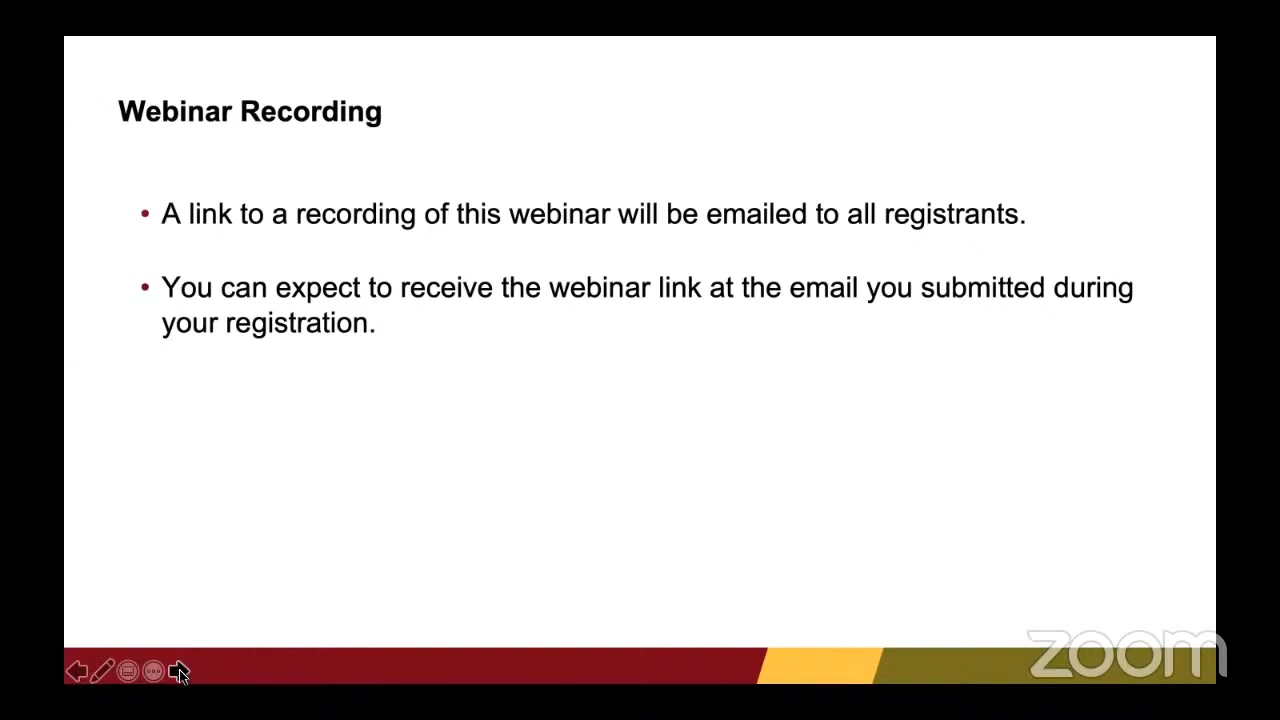 Webinar Recording
• A link to a recording of this webinar will be emailed to all registrants.
• You can expect to receive the webinar link at the email you submitted during
your registration.
zoom